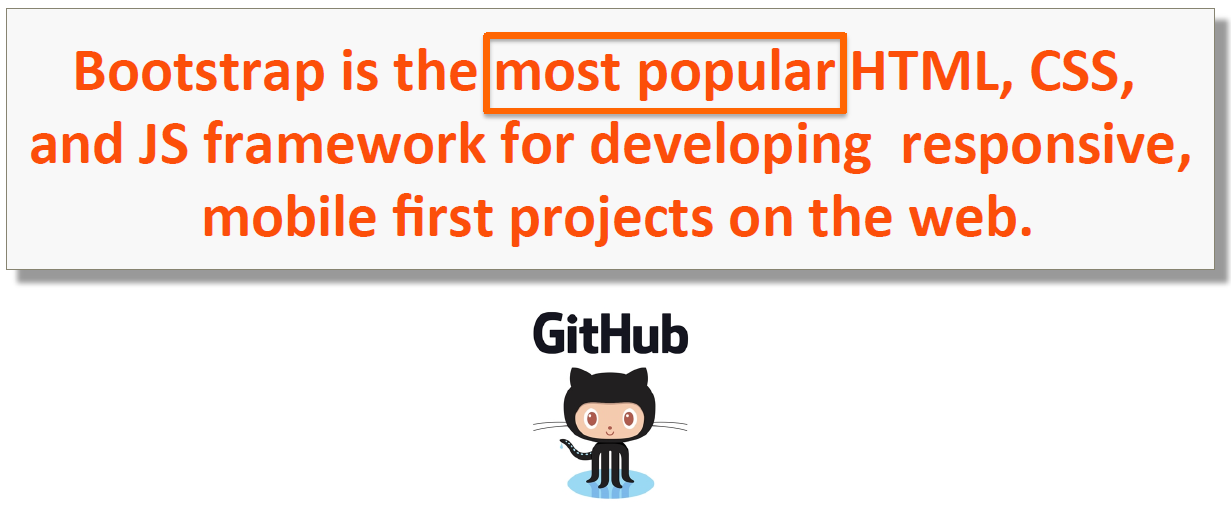 Bootstrap is the most popular HTML, CSS,
and JS framework for developing  responsive,
mobile first projects on the web.
GitHub